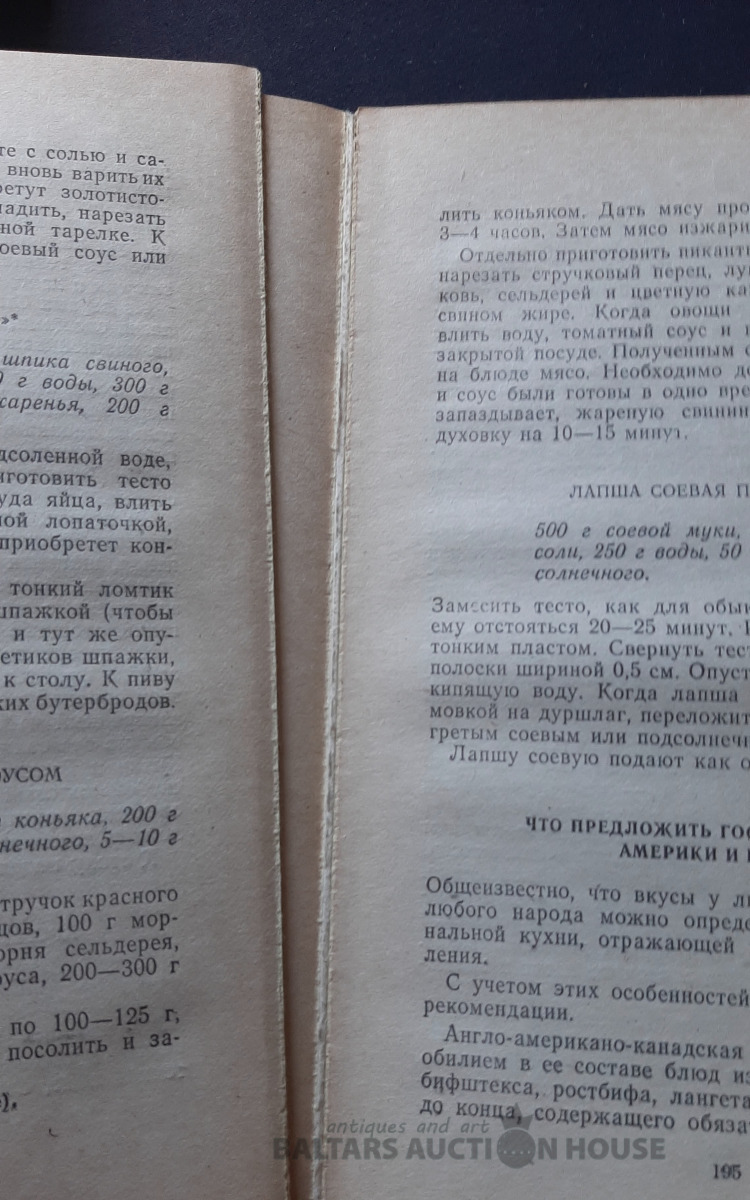 те с солью и са-
вновь варить их
ретут золотисто-
ладить, нарезать
ной тарелке. К
оевый соус или
»*
шпика свиного,
г воды, 300 г
жаренья, 200 г
дсоленной воде,
иготовить тесто
уда яйца, влить
ной лопаточкой,
приобретет кон-
тонкий ломтик
шпажкой (чтобы
и тут же опу-
етиков шпажки,
к столу. К пиву
ких бутербродов.
ОУСОМ
коньяка, 200 г
нечного, 5—10 г
тручок красного
цов, 100 г мор-
орня сельдерея,
уса, 200—300 г
по 100—125 г,
посолить и за-
).
лить коньяком. Дать мясу про
3—4 часов. Затем мясо изжари
Отдельно приготовить пикант
нарезать стручковый перец, лу
ковь, сельдерей и цветную ка
свином жире. Когда овощи
влить воду, томатный соус и
закрытой посуде. Полученным с
на блюде мясо. Необходимо
и соус были готовы в одно вре
запаздывает, жареную свинин
духовку на 10—15 минут.
ЛАПША СОЕВАЯ П
500 г соевой муки,
соли, 250 г воды, 50
солнечного.
Замесить тесто, как для обы
ему отстояться 20—25 минут.
тонким пластом. Свернуть тес
полоски шириной 0,5 см. Опуст
кипящую воду. Когда лапша
мовкой на дуршлаг, переложит
гретым соевым или подсолнечн
Лапшу соевую подают как о
ЧТО ПРЕДЛОЖИТЬ ГОС
АМЕРИКИ И
Общеизвестно, что вкусы у л
любого народа можно опреде
нальной кухни, отражающей
ления.
С учетом этих особенностей
рекомендации.
Англо-американо-канадская
обилием в ее составе блюд из
бифштекса, ростбифа, лангета
до конца, содержащего обяза
195
antiques and art
BALTARS AUCTION HOUSE